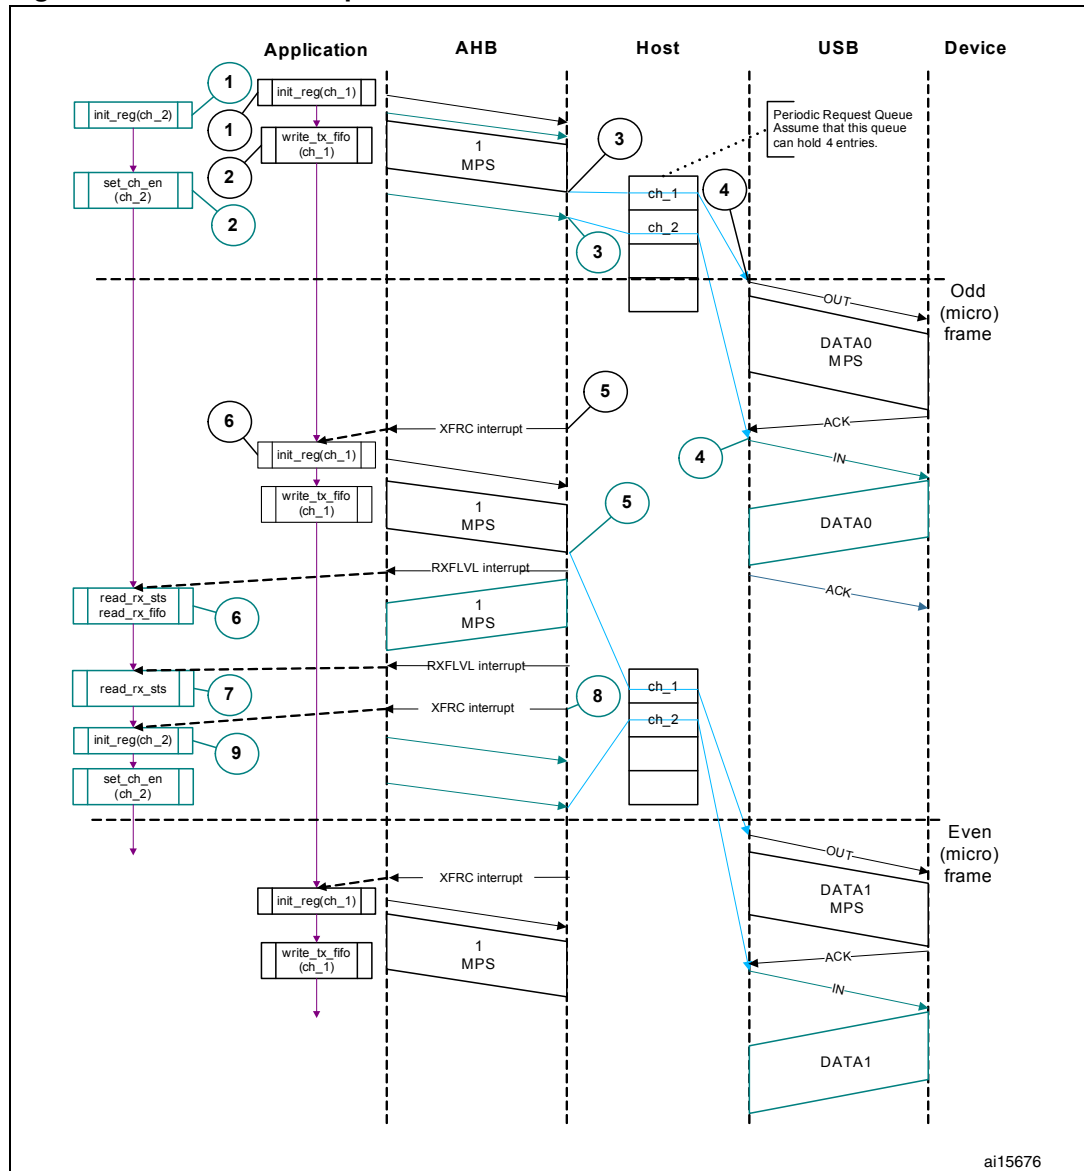 Application
AHB
Host
USB
Device
1
init_reg(ch_2)
init_reg(ch_1)
1
write_tx_fifo
(ch_1)
2
set_ch_en
(ch_2)
2
1
MPS
3
3
Periodic Request Queue
Assume that this queue
can hold 4 entries.
ch_1
ch_2
4
OUT
Odd
(micro)
frame
DATA0
MPS
ACK
5
XFRC interrupt
6
init_reg(ch_1)
4
IN
write_tx_fifo
(ch_1)
1
MPS
5
DATA0
RXFLVL interrupt
ACK
read_rx_sts
read_rx_fifo
6
1
MPS
RXFLVL interrupt
read_rx_sts
7
8
XFRC interrupt
ch_1
ch_2
init_reg(ch_2)
9
set_ch_en
(ch_2)
Even
(micro)
frame
OUT
XFRC interrupt
init_reg(ch_1)
DATA1
MPS
write_tx_fifo
(ch_1)
1
MPS
ACK
IN
DATA1
ai15676